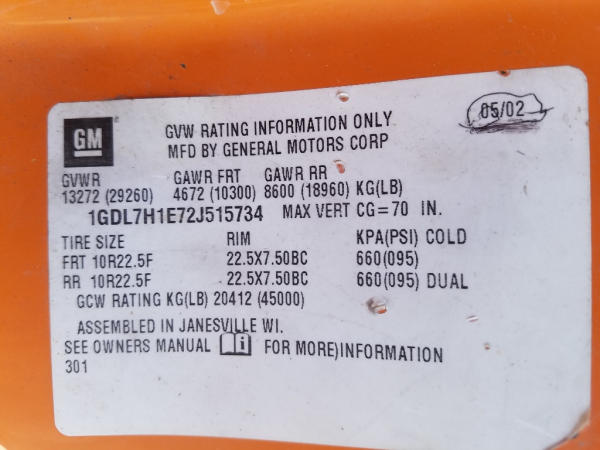 GM
GVW RATING INFORMATION ONLY
MFD BY GENERAL MOTORS CORP
05/02
GVWR GAWR FRT GAWR RR
13272 (29260) 4672 (10300) 8600 (18960) KG(LB)
1GDL7H1E72J515734 MAX VERT CG=70 IN.
TIRE SIZE RIM KPA(PSI) COLD
FRT 10R22.5F 22.5X7.50BC 660(095)
RR 10R22.5F 22.5X7.50BC 660(095) DUAL
GCW RATING KG(LB) 20412 (45000)
ASSEMBLED IN JANESVILLE WI.
SEE OWNERS MANUAL i FOR MORE)INFORMATION
301